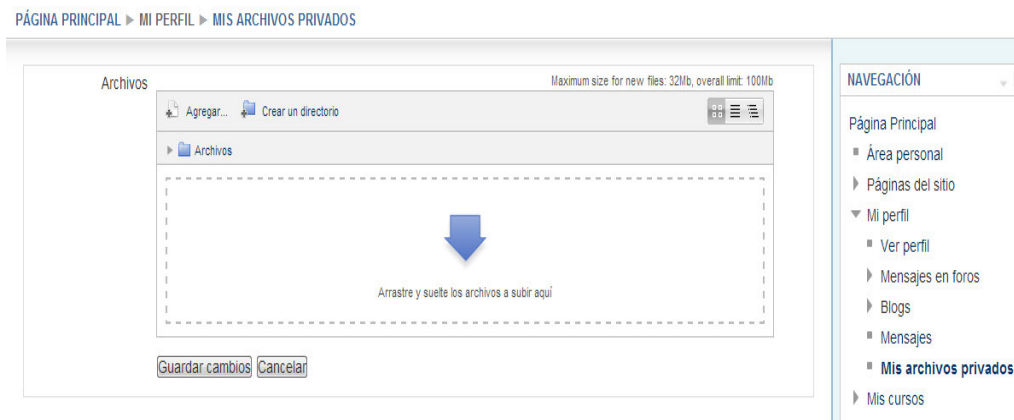 PÁGINA PRINCIPAL ▶ MI PERFIL ▶ MIS ARCHIVOS PRIVADOS
Archivos
Maximum size for new files: 32Mb, overall limit: 100Mb
Agregar... Crear un directorio
Archivos
Arrastre y suelte los archivos a subir aquí
Guardar cambios Cancelar
NAVEGACIÓN
Página Principal
Área personal
Páginas del sitio
Mi perfil
Ver perfil
Mensajes en foros
Blogs
Mensajes
Mis archivos privados
Mis cursos